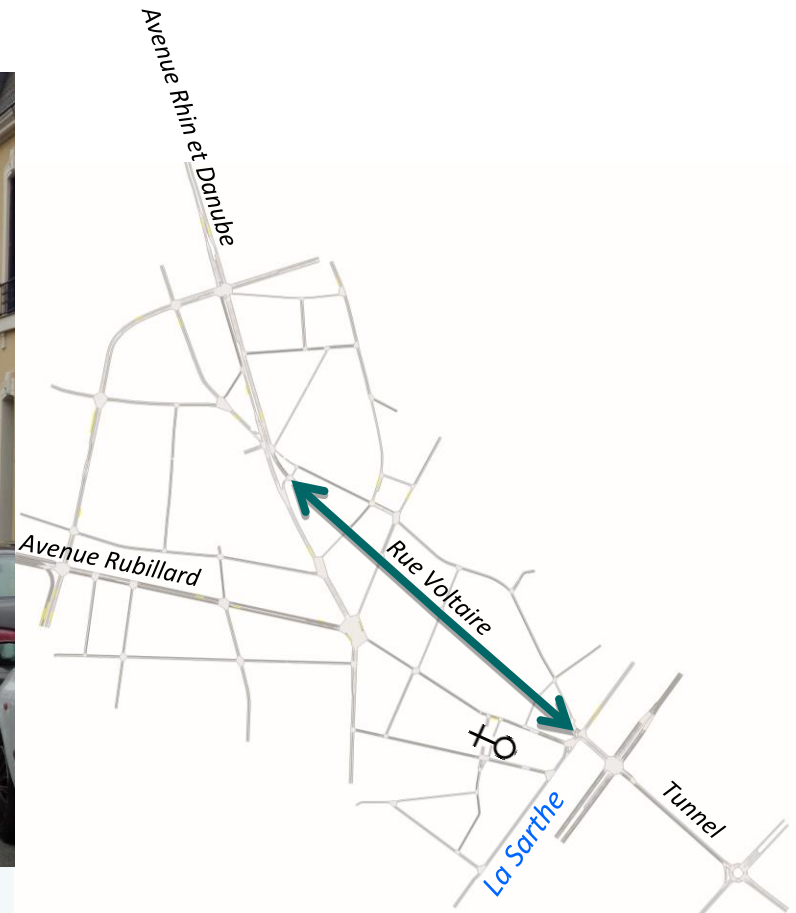 Avenue Rhin et Danube
Avenue Rubillard
Rue Voltaire
Tunnel
La Sarthe